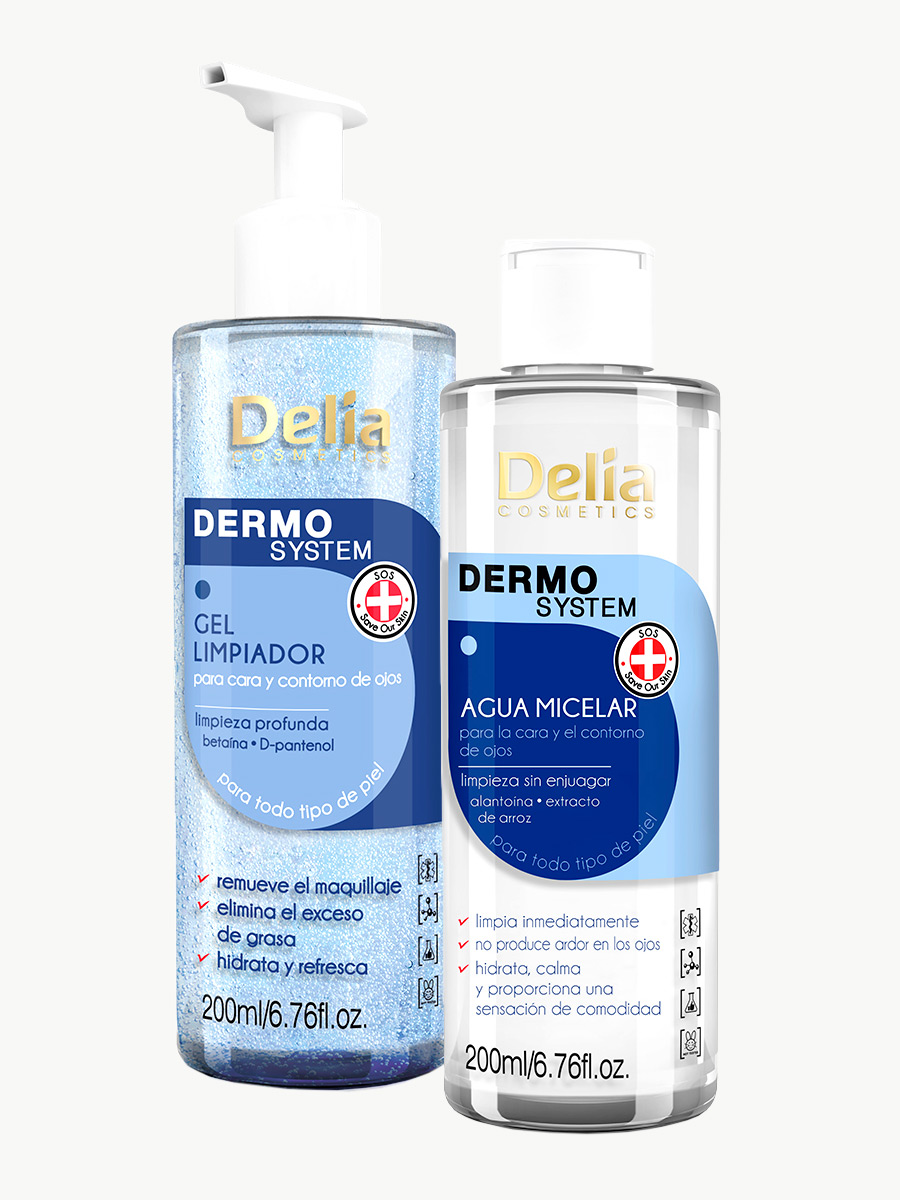 Delia
COSMETICS
DERMO
SYSTEM
SOS
Save Our Skin
GEL
LIMPIADOR
para cara y contorno de ojos
limpieza profunda
betaína • D-pantenol
para todo tipo de piel
remueve el maquillaje
elimina el exceso
de grasa
hidrata y refresca
200ml/6.76fl.oz.
Delia
COSMETICS
DERMO
SYSTEM
SOS
Save Our Skin
AGUA MICELAR
para la cara y el contorno
de ojos
limpieza sin enjuagar
alantoína • extracto
de arroz
para todo tipo de piel
limpia inmediatamente
no produce ardor en los ojos
hidrata, calma
y proporciona una
sensación de comodidad
200ml/6.76fl.oz.